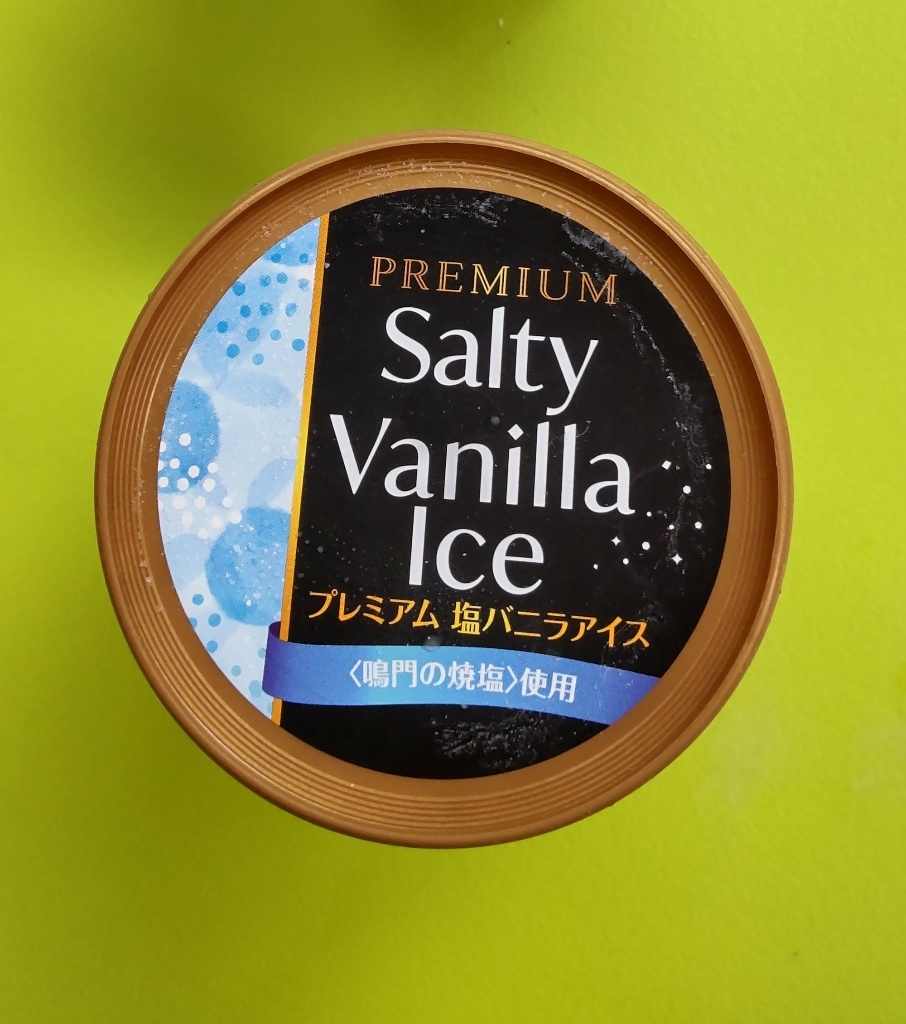 PREMIUM
Salty
Vanilla
Ice
プレミアム 塩バニラアイス
〈鳴門の焼塩〉使用